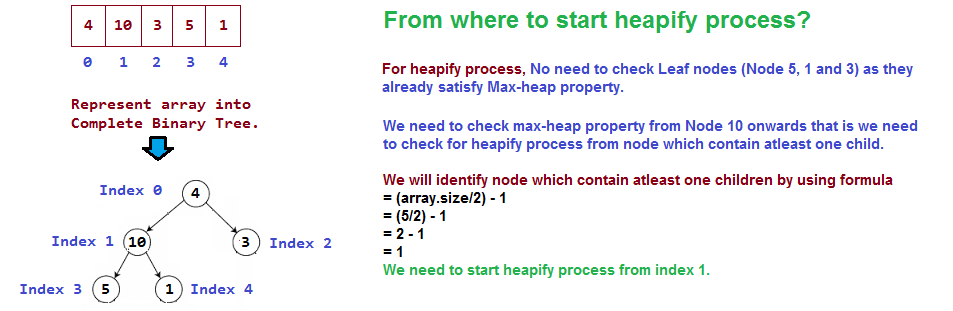 4 10 3 5 1
0 1 2 3 4
Represent array into
Complete Binary Tree.
Index 0 4
Index 1 10 3 Index 2
Index 3 5 1 Index 4
From where to start heapify process?
For heapify process, No need to check Leaf nodes (Node 5, 1 and 3) as they
already satisfy Max-heap property.
We need to check max-heap property from Node 10 onwards that is we need
to check for heapify process from node which contain atleast one child.
We will identify node which contain atleast one children by using formula
= (array.size/2) - 1
= (5/2) - 1
= 2 - 1
= 1
We need to start heapify process from index 1.